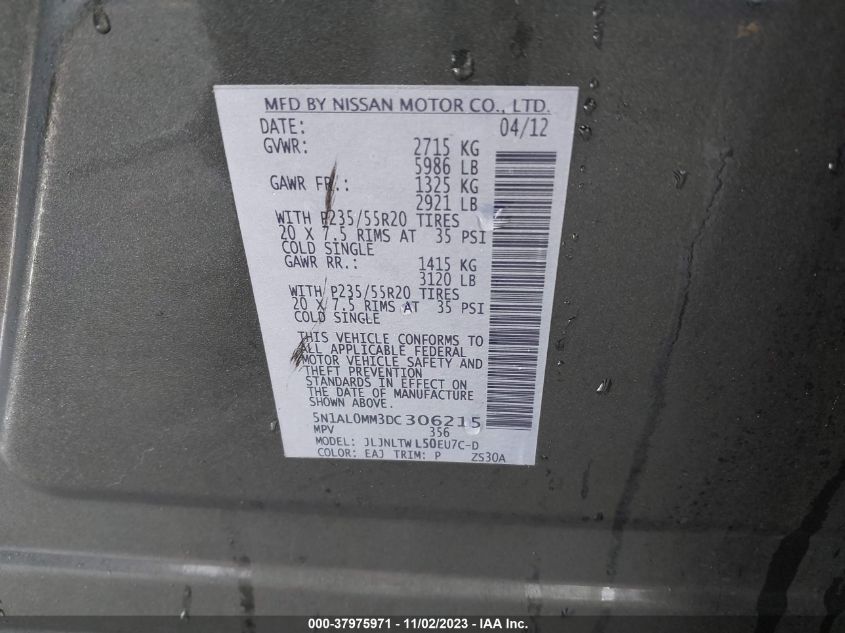 MFD BY NISSAN MOTOR CO., LTD.
DATE: 04/12
GVWR: 2715 KG
5986 LB
GAWR FR.: 1325 KG
2921 LB
WITH P235/55R20 TIRES
20 X 7.5 RIMS AT 35 PSI
COLD SINGLE
GAWR RR.: 1415 KG
3120 LB
WITH P235/55R20 TIRES
20 X 7.5 RIMS AT 35 PSI
COLD SINGLE
THIS VEHICLE CONFORMS TO
ALL APPLICABLE FEDERAL
MOTOR VEHICLE SAFETY AND
THEFT PREVENTION
STANDARDS IN EFFECT ON
THE DATE OF MANUFACTURE
SHOWN ABOVE.
5N1AL0MM3DC306215
MPV 356
MODEL: JLJNLTWL50EU7C-D
COLOR: EAJ TRIM: P ZS30A
000-37975971 - 11/02/2023 - IAA Inc.